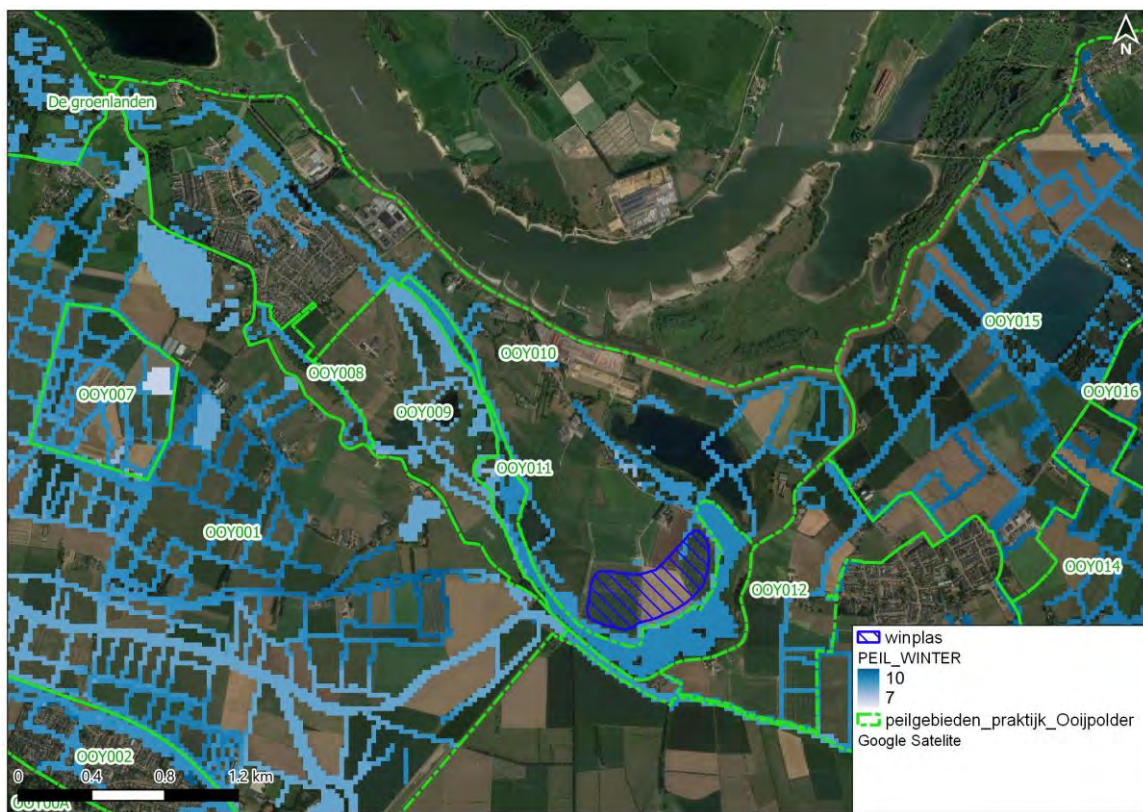 N
De groenlanden
OOY015
OOY010
OOY008
OOY016
OOY007
OOY009
OOY011
OOY001
OOY014
OOY012
winplas
PEIL_WINTER
10
7
peilgebieden_praktijk_Ooijpolder
Google Satelite
OOY002
0 0.4 0.8 1.2 km
OOY00A